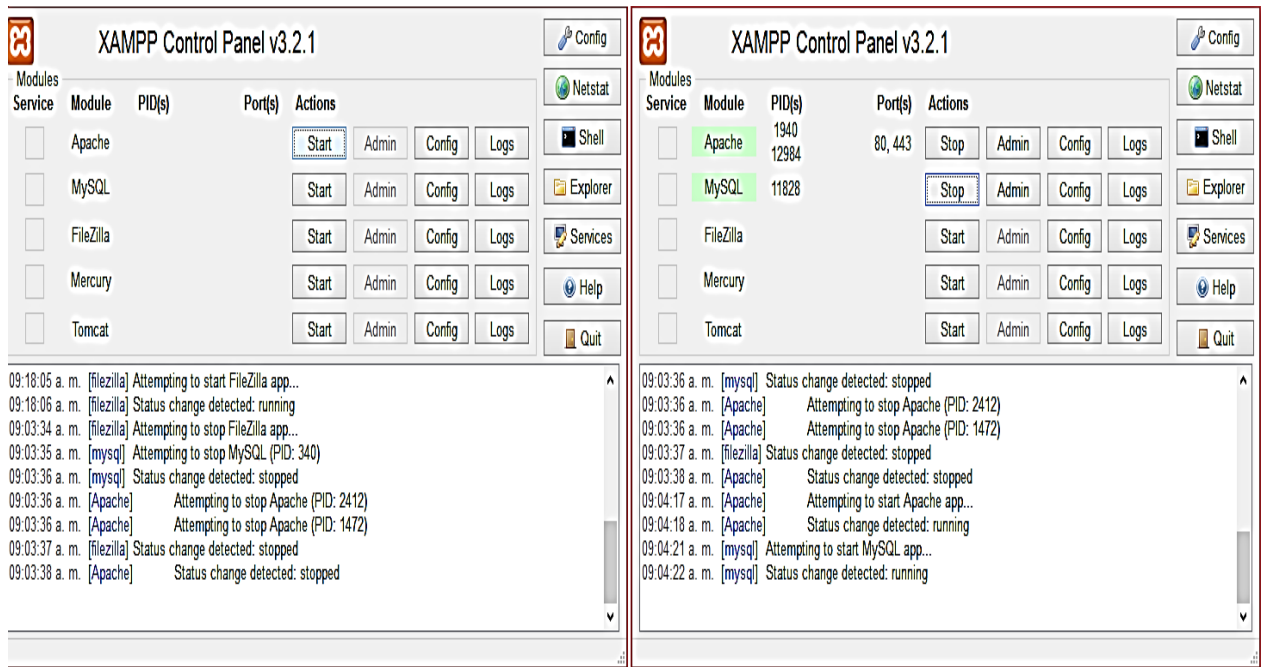 XAMPP Control Panel v3.2.1
Config
Modules
Netstat
Service Module PID(s) Port(s) Actions
Apache Start Admin Config Logs
Shell
MySQL Start Admin Config Logs
Explorer
FileZilla Start Admin Config Logs
Services
Mercury Start Admin Config Logs
Help
Tomcat Start Admin Config Logs
Quit
09:18:05 a. m. [filezilla] Attempting to start FileZilla app...
09:18:06 a. m. [filezilla] Status change detected: running
09:03:34 a. m. [filezilla] Attempting to stop FileZilla app...
09:03:35 a. m. [mysql] Attempting to stop MySQL (PID: 340)
09:03:36 a. m. [mysql] Status change detected: stopped
09:03:36 a. m. [Apache] Attempting to stop Apache (PID: 2412)
09:03:36 a. m. [Apache] Attempting to stop Apache (PID: 1472)
09:03:37 a. m. [filezilla] Status change detected: stopped
09:03:38 a. m. [Apache] Status change detected: stopped
XAMPP Control Panel v3.2.1
Config
Modules
Netstat
Service Module PID(s) Port(s) Actions
Apache 1940 12984 80, 443 Stop Admin Config Logs
Shell
MySQL 11828 Stop Admin Config Logs
Explorer
FileZilla Start Admin Config Logs
Services
Mercury Start Admin Config Logs
Help
Tomcat Start Admin Config Logs
Quit
09:03:36 a. m. [mysql] Status change detected: stopped
09:03:36 a. m. [Apache] Attempting to stop Apache (PID: 2412)
09:03:36 a. m. [Apache] Attempting to stop Apache (PID: 1472)
09:03:37 a. m. [filezilla] Status change detected: stopped
09:03:38 a. m. [Apache] Status change detected: stopped
09:04:17 a. m. [Apache] Attempting to start Apache app...
09:04:18 a. m. [Apache] Status change detected: running
09:04:21 a. m. [mysql] Attempting to start MySQL app...
09:04:22 a. m. [mysql] Status change detected: running